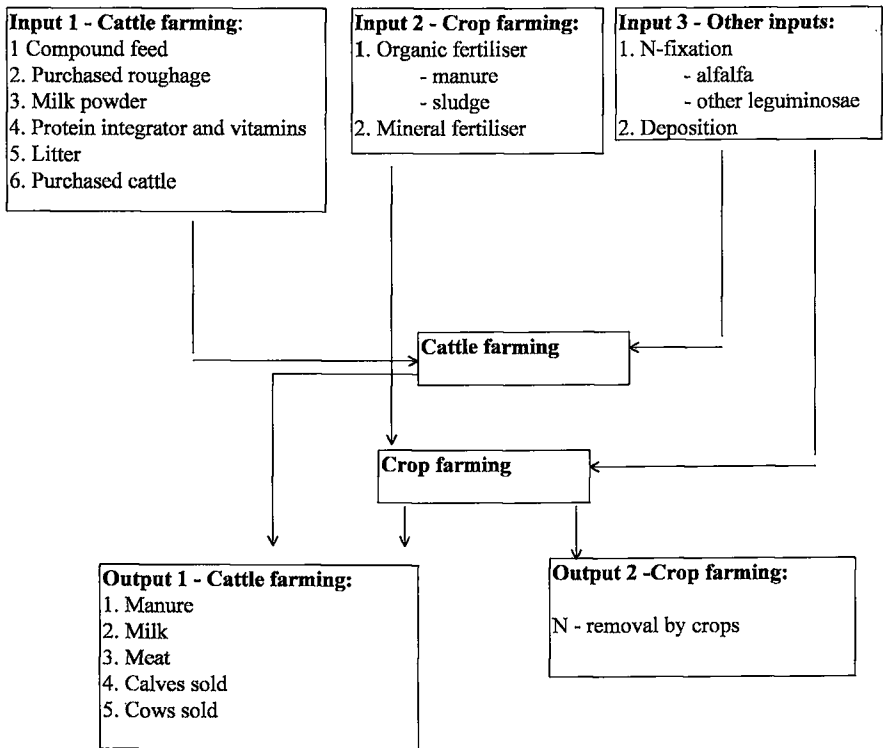 Input 1 - Cattle farming:
1 Compound feed
2. Purchased roughage
3. Milk powder
4. Protein integrator and vitamins
5. Litter
6. Purchased cattle
Input 2 - Crop farming:
1. Organic fertiliser
- manure
- sludge
2. Mineral fertiliser
Input 3 - Other inputs:
1. N-fixation
- alfalfa
- other leguminosae
2. Deposition
Cattle farming
Crop farming
Output 1 - Cattle farming:
1. Manure
2. Milk
3. Meat
4. Calves sold
5. Cows sold
Output 2 -Crop farming:
N - removal by crops